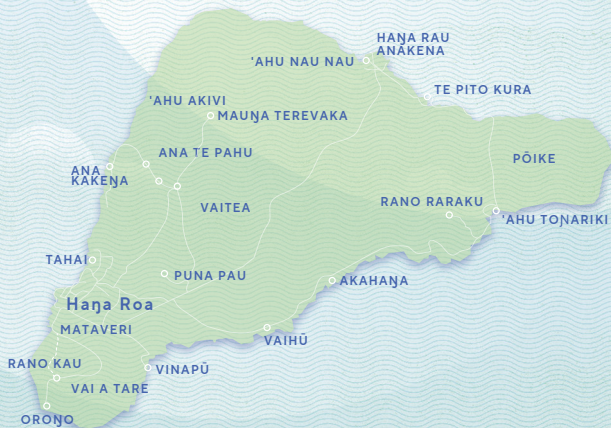 HAŊA RAU
ANAKENA
'AHU NAU NAU
TE PITO KURA
'AHU AKIVI
MAUŊA TEREVAKA
ANA TE PAHU
PŌIKE
ANA
KAKEŊA
RANO RARAKU
VAITEA
'AHU TOŊARIKI
TAHAI
PUNA PAU
AKAHAŊA
Haŋa Roa
MATAVERI
VAIHŪ
RANO KAU
VINAPŪ
VAI A TARE
OROŊO